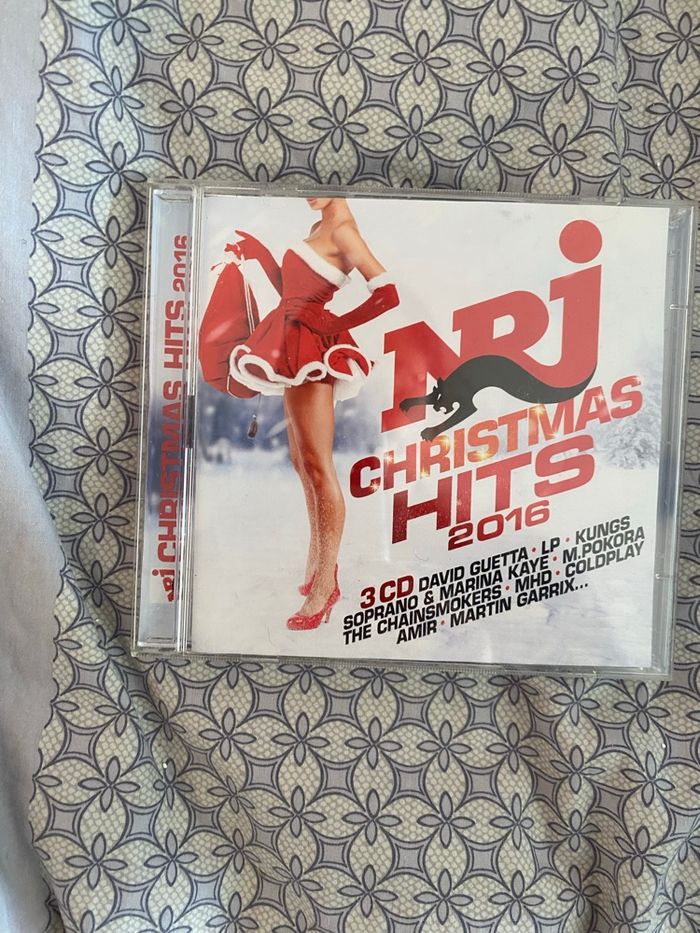 NRJ CHRISTMAS HITS 2016
NRJ
CHRISTMAS
HITS
2016
3 CD DAVID GUETTA • LP • KUNGS
SOPRANO & MARINA KAYE • M.POKORA
THE CHAINSMOKERS • MHD • COLDPLAY
AMIR • MARTIN GARRIX...